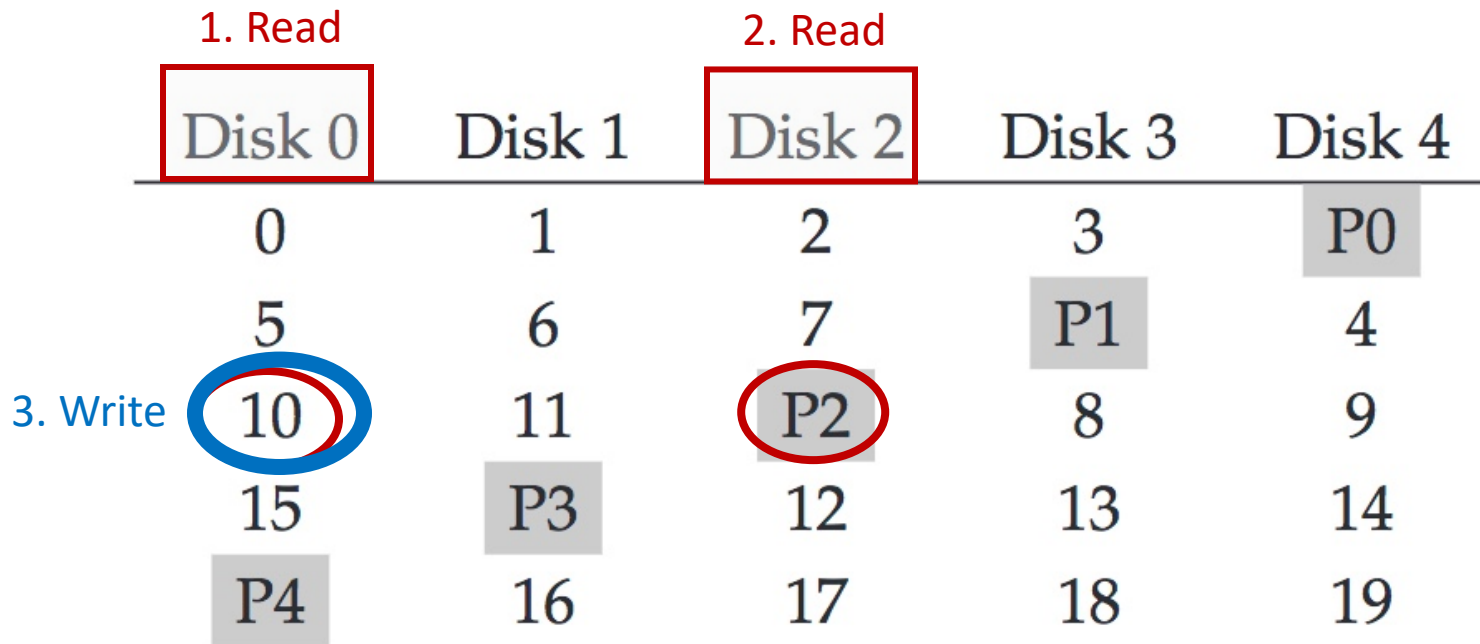 1. Read 2. Read
Disk 0 Disk 1 Disk 2 Disk 3 Disk 4
0 1 2 3 P0
5 6 7 P1 4
3. Write 10 11 P2 8 9
15 P3 12 13 14
P4 16 17 18 19